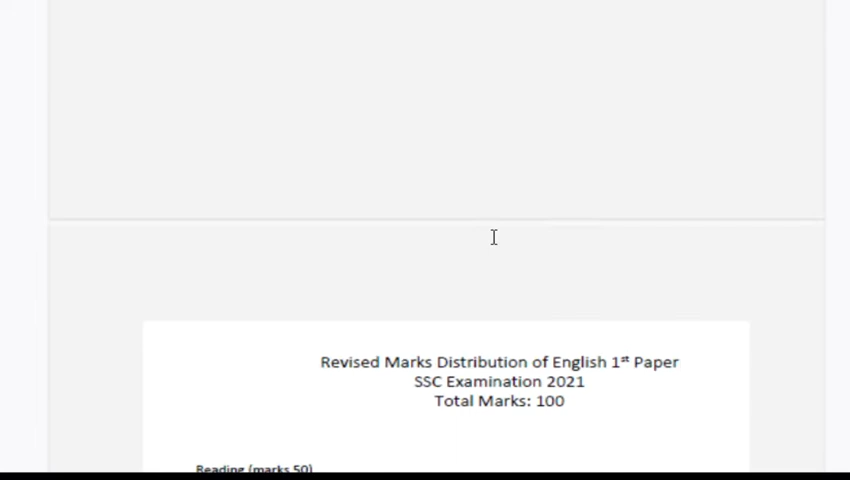 Revised Marks Distribution of English 1st Paper
SSC Examination 2021
Total Marks: 100
Reading (marks 50)